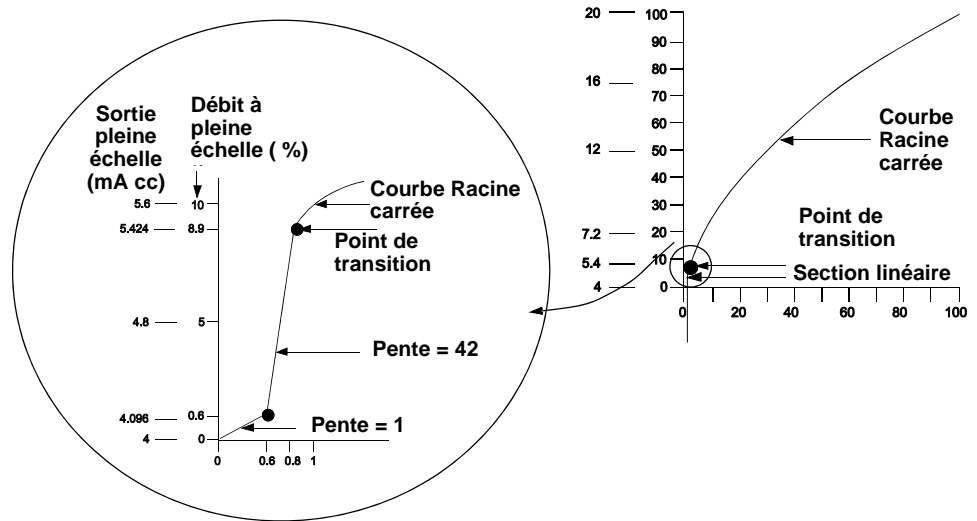 Sortie
pleine
échelle
(mA cc)
Débit à
pleine
échelle ( %)
5.6
5.424
4.8
4.096
4
10
8.9
5
0.6
0
0
0.6
0.8
1
Courbe Racine
carrée
Point de
transition
Pente = 42
Pente = 1
20
16
12
7.2
5.4
4
100
90
80
70
60
50
40
30
20
10
0
0
20
40
60
80
100
Courbe
Racine
carrée
Point de
transition
Section linéaire